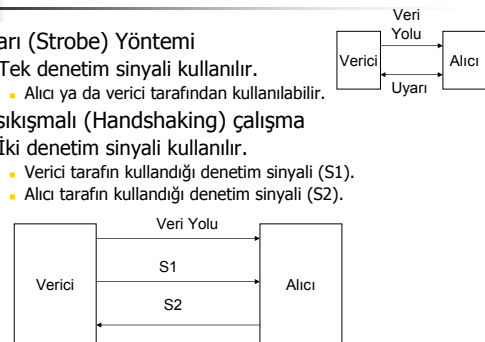 arı (Strobe) Yöntemi
Tek denetim sinyali kullanılır.
Alıcı ya da verici tarafından kullanılabilir.
Veri
Yolu
Verici
Alıcı
Uyarı
sıkışmalı (Handshaking) çalışma
İki denetim sinyali kullanılır.
Verici tarafın kullandığı denetim sinyali (S1).
Alıcı tarafın kullandığı denetim sinyali (S2).
Veri Yolu
S1
Verici
Alıcı
S2